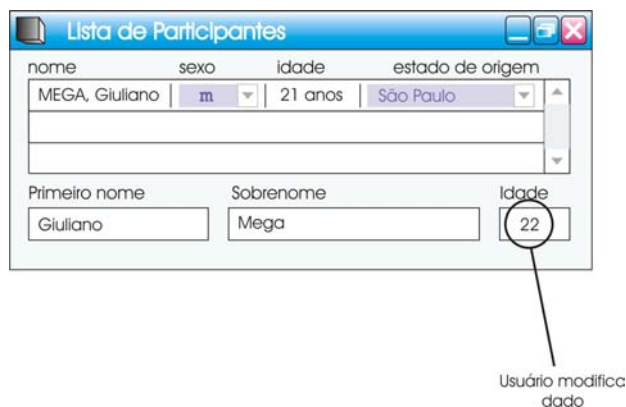 Lista de Participantes
nome sexo idade estado de origem
MEGA, Giuliano m 21 anos São Paulo
Primeiro nome Sobrenome Idade
Giuliano Mega 22
Usuário modifica
dado